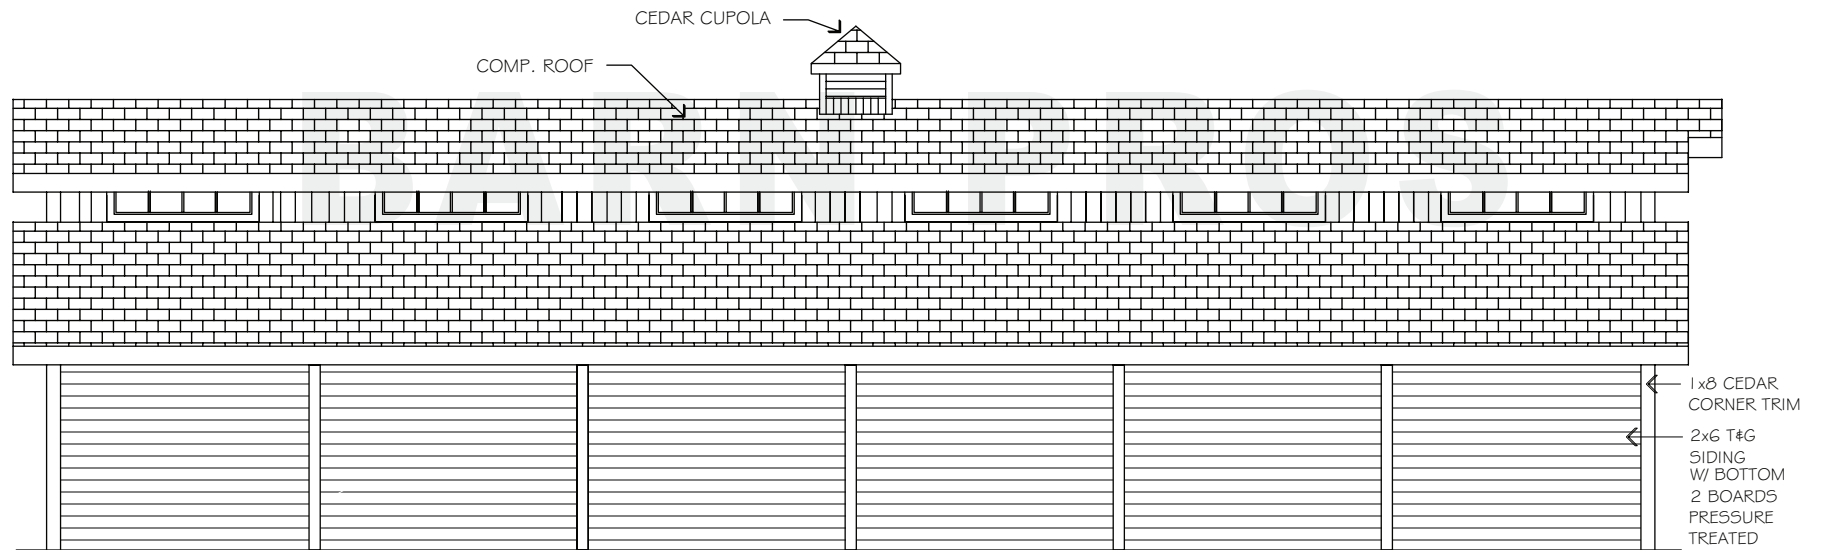 CEDAR CUPOLA
COMP. ROOF
BARN PROS
1x8 CEDAR
CORNER TRIM
2x6 T&G
SIDING
W/ BOTTOM
2 BOARDS
PRESSURE
TREATED